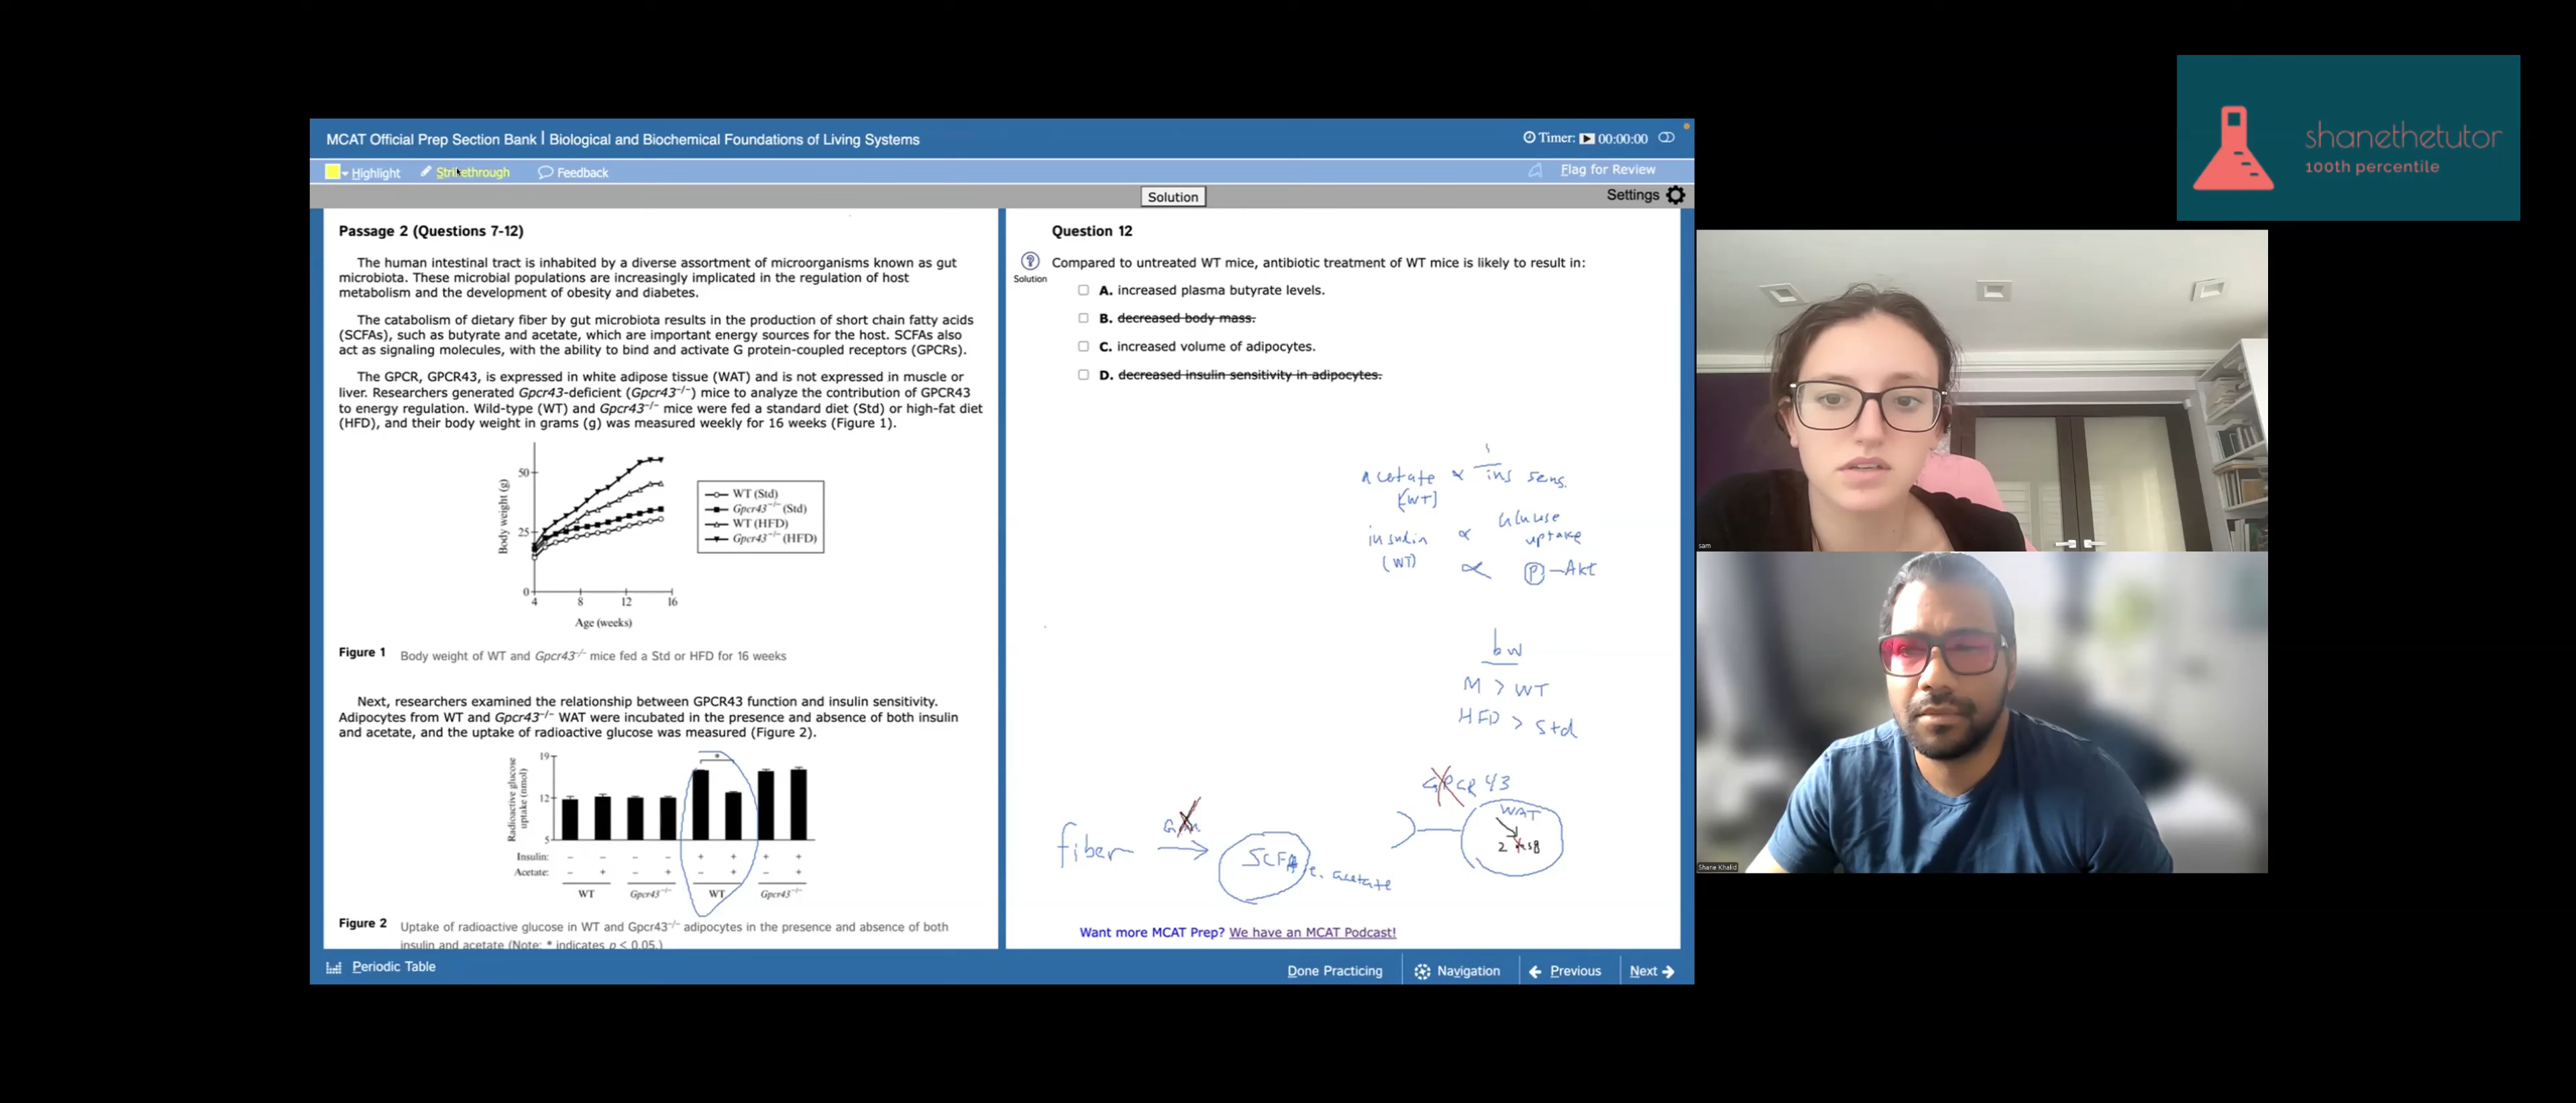 MCAT Official Prep Section Bank | Biological and Biochemical Foundations of Living Systems
Timer: 00:00:00
Highlight
Strikethrough
Feedback
Flag for Review
Solution
Settings
Passage 2 (Questions 7-12)
The human intestinal tract is inhabited by a diverse assortment of microorganisms known as gut
microbiota. These microbial populations are increasingly implicated in the regulation of host
metabolism and the development of obesity and diabetes.
The catabolism of dietary fiber by gut microbiota results in the production of short chain fatty acids
(SCFAs), such as butyrate and acetate, which are important energy sources for the host. SCFAs also
act as signaling molecules, with the ability to bind and activate G protein-coupled receptors (GPCRs).
The GPCR, GPCR43, is expressed in white adipose tissue (WAT) and is not expressed in muscle or
liver. Researchers generated Gpcr43-deficient (Gpcr43⁻/⁻) mice to analyze the contribution of GPCR43
to energy regulation. Wild-type (WT) and Gpcr43⁻/⁻ mice were fed a standard diet (Std) or high-fat diet
(HFD), and their body weight in grams (g) was measured weekly for 16 weeks (Figure 1).
Body weight (g)
50
25
0
4
8
12
16
Age (weeks)
WT (Std)
Gpcr43⁻/⁻ (Std)
WT (HFD)
Gpcr43⁻/⁻ (HFD)
Figure 1 Body weight of WT and Gpcr43⁻/⁻ mice fed a Std or HFD for 16 weeks
Next, researchers examined the relationship between GPCR43 function and insulin sensitivity.
Adipocytes from WT and Gpcr43⁻/⁻ WAT were incubated in the presence and absence of both insulin
and acetate, and the uptake of radioactive glucose was measured (Figure 2).
Radioactive glucose
uptake (nmol)
19
12
5
*
Insulin: – – – – + + + +
Acetate: – + – + – + – +
WT Gpcr43⁻/⁻ WT Gpcr43⁻/⁻
Figure 2 Uptake of radioactive glucose in WT and Gpcr43⁻/⁻ adipocytes in the presence and absence of both
insulin and acetate (Note: * indicates p < 0.05.)
Question 12
Solution
Compared to untreated WT mice, antibiotic treatment of WT mice is likely to result in:
A. increased plasma butyrate levels.
B. decreased body mass.
C. increased volume of adipocytes.
D. decreased insulin sensitivity in adipocytes.
acetate ∝ 1/ins sens.
(WT)
insulin ∝ glucose uptake
(WT) ∝ Ⓟ-Akt
bw
M > WT
HFD > Std
GPCR 43
WAT
fiber
SCFA
acetate
Want more MCAT Prep? We have an MCAT Podcast!
Periodic Table
Done Practicing
Navigation
Previous
Next
shanethetutor
100th percentile
sam
Shane Khalid